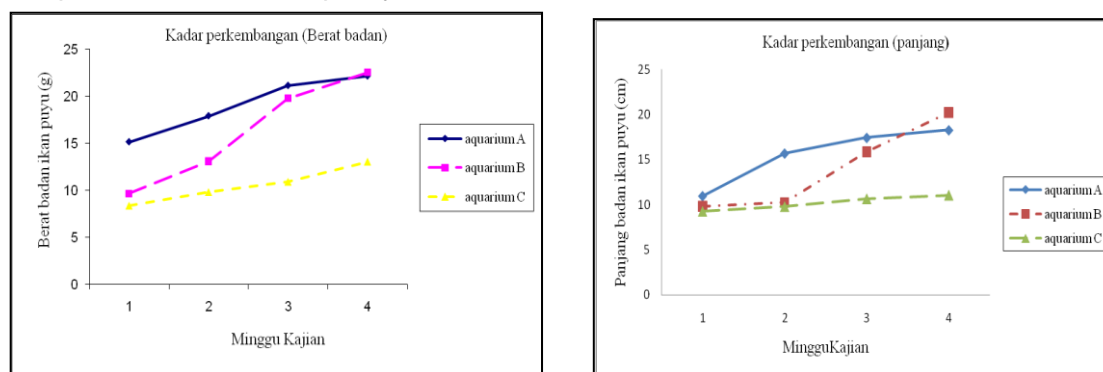 Kadar perkembangan (Berat badan)
Berat badan ikan puyu (g)
25
20
15
10
5
0
1 2 3 4
Minggu Kajian
aquarium A
aquarium B
aquarium C
Kadar perkembangan (panjang)
Panjang badan ikan puyu (cm)
25
20
15
10
5
0
1 2 3 4
MingguKajian
aquarium A
aquarium B
aquarium C